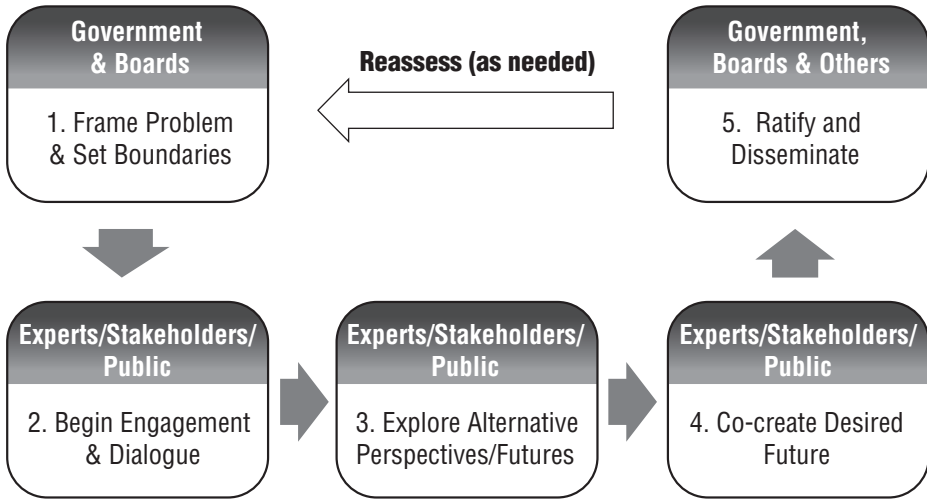 Government
& Boards
1. Frame Problem
& Set Boundaries
Reassess (as needed)
Government,
Boards & Others
5. Ratify and
Disseminate
Experts/Stakeholders/
Public
2. Begin Engagement
& Dialogue
Experts/Stakeholders/
Public
3. Explore Alternative
Perspectives/Futures
Experts/Stakeholders/
Public
4. Co-create Desired
Future